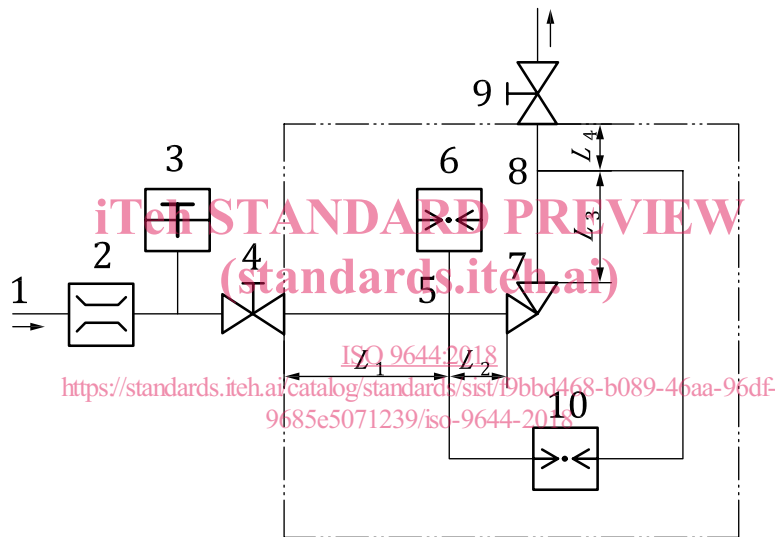 9
3
6
8
L4
iTeh STANDARD PREVIEW
L3
2
4
7
(standards.iteh.ai)
1
5
ISO 9644:2018
L1
L2
https://standards.iteh.ai/catalog/standards/sist/f9bbd468-b089-46aa-96df-
9685e5071239/iso-9644-2018
10